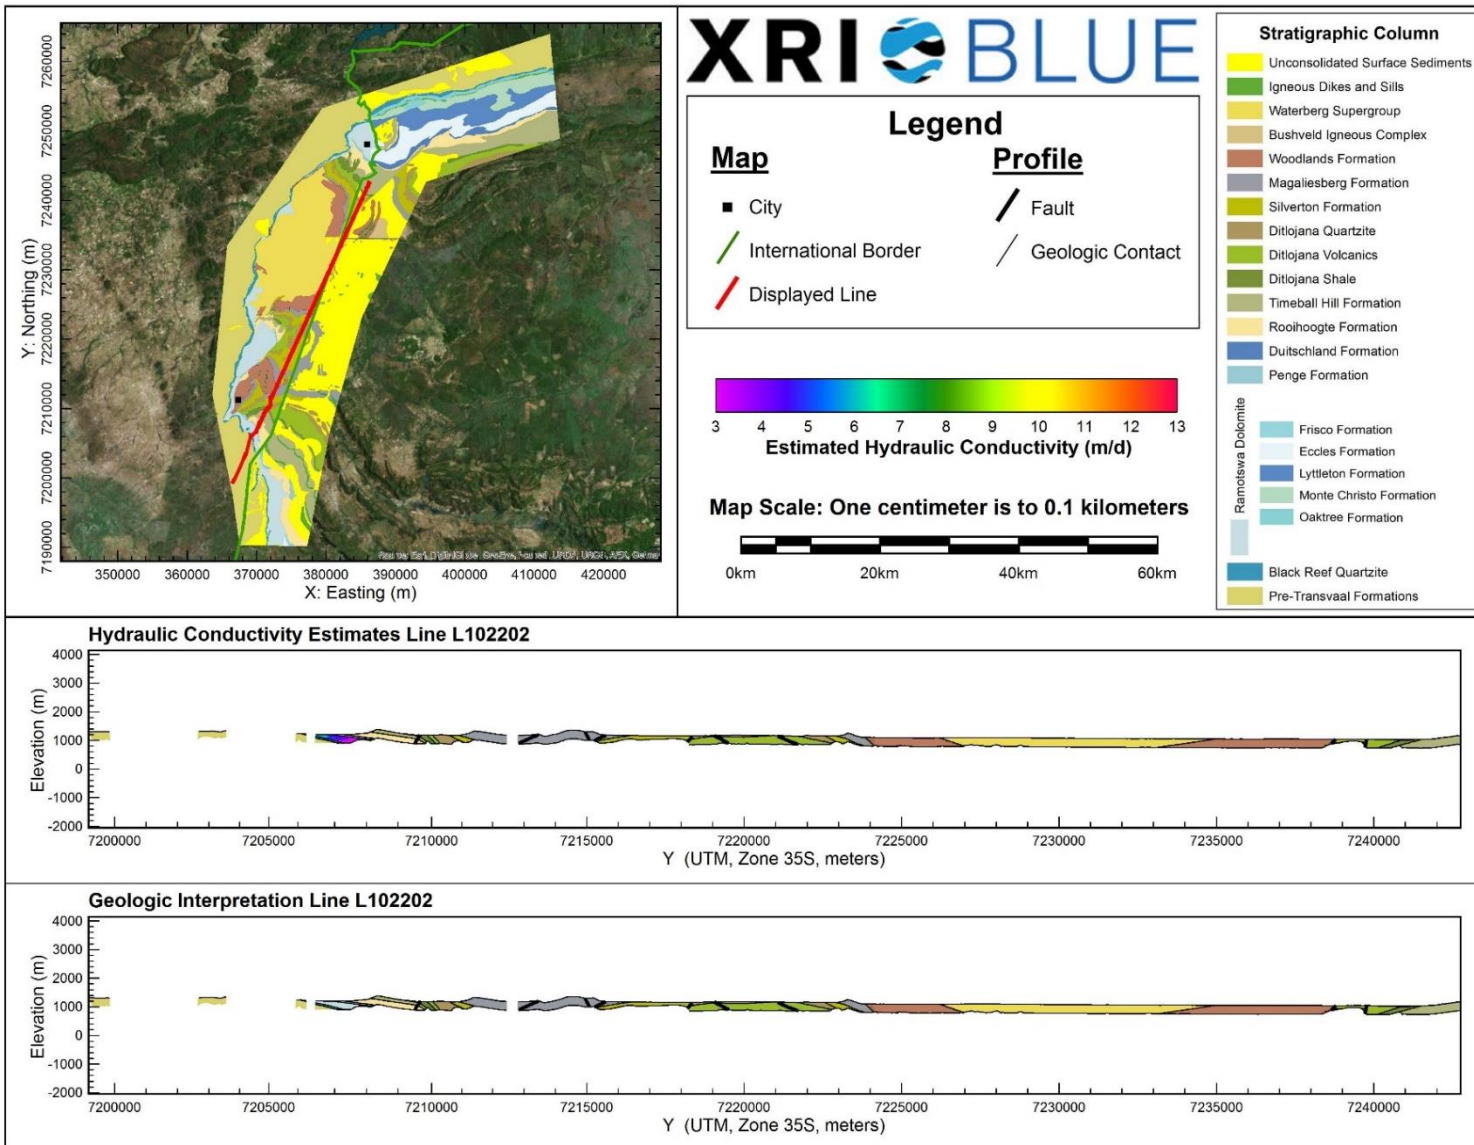 XRI BLUE
Legend
Map
City
International Border
Displayed Line
Profile
Fault
Geologic Contact
3 4 5 6 7 8 9 10 11 12 13
Estimated Hydraulic Conductivity (m/d)
Map Scale: One centimeter is to 0.1 kilometers
0km 20km 40km 60km
Stratigraphic Column
Unconsolidated Surface Sediments
Igneous Dikes and Sills
Waterberg Supergroup
Bushveld Igneous Complex
Woodlands Formation
Magaliesberg Formation
Silverton Formation
Ditlojana Quartzite
Ditlojana Volcanics
Ditlojana Shale
Timeball Hill Formation
Rooihoogte Formation
Duitschland Formation
Penge Formation
Ramotswa Dolomite
Frisco Formation
Eccles Formation
Lyttleton Formation
Monte Christo Formation
Oaktree Formation
Black Reef Quartzite
Pre-Transvaal Formations
Y: Northing (m)
7260000
7250000
7240000
7230000
7220000
7210000
7200000
7190000
350000 360000 370000 380000 390000 400000 410000 420000
X: Easting (m)
Hydraulic Conductivity Estimates Line L102202
Elevation (m)
4000
3000
2000
1000
0
-1000
-2000
7200000 7205000 7210000 7215000 7220000 7225000 7230000 7235000 7240000
Y (UTM, Zone 35S, meters)
Geologic Interpretation Line L102202
Elevation (m)
4000
3000
2000
1000
0
-1000
-2000
7200000 7205000 7210000 7215000 7220000 7225000 7230000 7235000 7240000
Y (UTM, Zone 35S, meters)